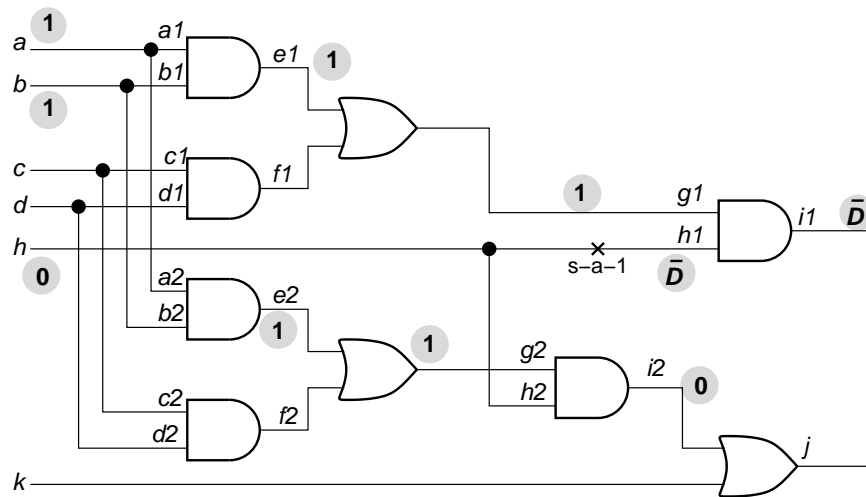 1
a a1 e1 1
b b1
1
c c1 f1
d d1
1 g1 i1 D̅
h h1
0 s-a-1 D̅
a2 e2
b2 1 1 g2 i2 0
h2
c2 f2
d2
j
k